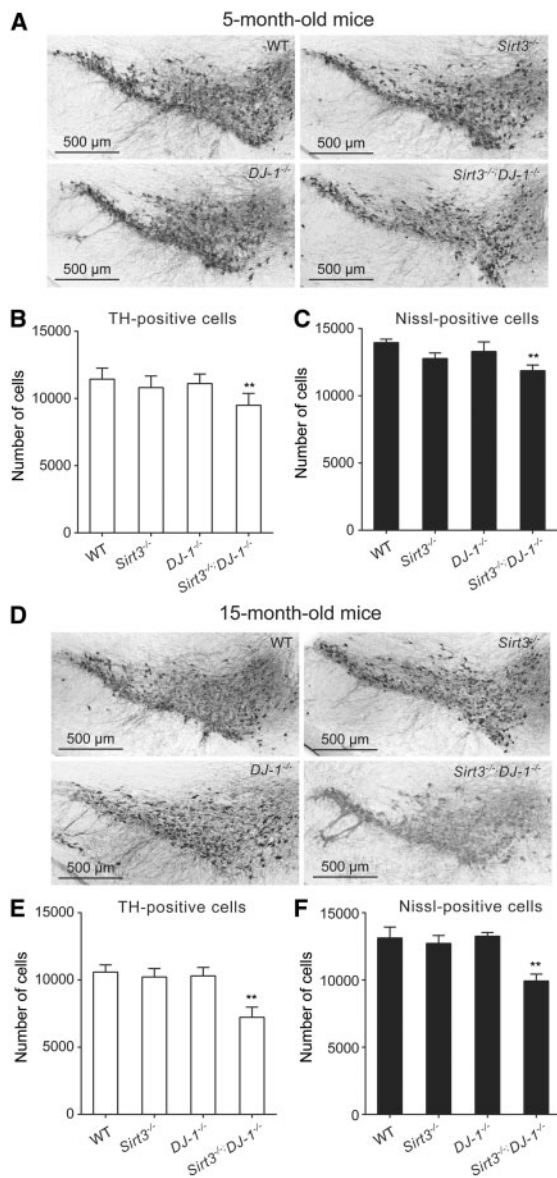 A
5-month-old mice
WT
Sirt3-/-
500 µm
500 µm
DJ-1-/-
Sirt3-/-:DJ-1-/-
500 µm
500 µm
B
TH-positive cells
Number of cells
15000
10000
5000
0
**
WT
Sirt3-/-
DJ-1-/-
Sirt3-/-:DJ-1-/-
C
Nissl-positive cells
Number of cells
15000
10000
5000
0
**
WT
Sirt3-/-
DJ-1-/-
Sirt3-/-:DJ-1-/-
D
15-month-old mice
WT
Sirt3-/-
500 µm
500 µm
DJ-1-/-
Sirt3-/-:DJ-1-/-
500 µm
500 µm
E
TH-positive cells
Number of cells
15000
10000
5000
0
**
WT
Sirt3-/-
DJ-1-/-
Sirt3-/-:DJ-1-/-
F
Nissl-positive cells
Number of cells
15000
10000
5000
0
**
WT
Sirt3-/-
DJ-1-/-
Sirt3-/-:DJ-1-/-